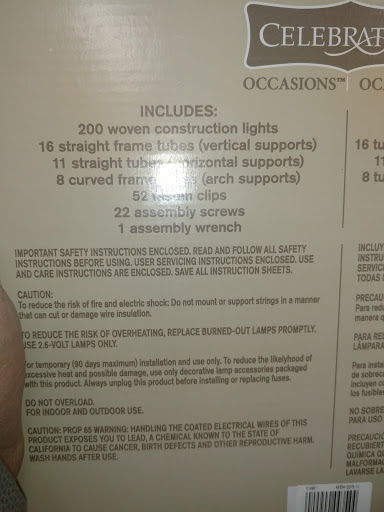 CELEBRAT
OCCASIONS™ OC
INCLUDES:
200 woven construction lights
16 straight frame tubes (vertical supports)
11 straight tubes (horizontal supports)
8 curved frame tubes (arch supports)
52 clips
22 assembly screws
1 assembly wrench
IMPORTANT SAFETY INSTRUCTIONS ENCLOSED. READ AND FOLLOW ALL SAFETY
INSTRUCTIONS BEFORE USING. USER SERVICING INSTRUCTIONS ENCLOSED. USE
AND CARE INSTRUCTIONS ARE ENCLOSED. SAVE ALL INSTRUCTION SHEETS.
CAUTION:
To reduce the risk of fire and electric shock: Do not mount or support strings in a manner
that can cut or damage wire insulation.
TO REDUCE THE RISK OF OVERHEATING, REPLACE BURNED-OUT LAMPS PROMPTLY.
USE 2.6-VOLT LAMPS ONLY.
For temporary (90 days maximum) installation and use only. To reduce the likelyhood of
excessive heat and possible damage, use only decorative lamp accessories packaged
with this product. Always unplug this product before installing or replacing fuses.
DO NOT OVERLOAD.
FOR INDOOR AND OUTDOOR USE.
CAUTION: PROP 65 WARNING: HANDLING THE COATED ELECTRICAL WIRES OF THIS
PRODUCT EXPOSES YOU TO LEAD, A CHEMICAL KNOWN TO THE STATE OF
CALIFORNIA TO CAUSE CANCER, BIRTH DEFECTS AND OTHER REPRODUCTIVE HARM.
WASH HANDS AFTER USE.
16 tu
11
8 tu
INCLUY
INSTRU
SERVIC
TODAS
PRECAU
Para redu
manera q
PARA RE
LAMPARA
Para insta
de sobreca
incluyen co
los fusible
NO SOBRE
PARA USO
PRECAUCI
RECUBIERT
QUÍMICA Q
MALFORMA
LAVARSE LA